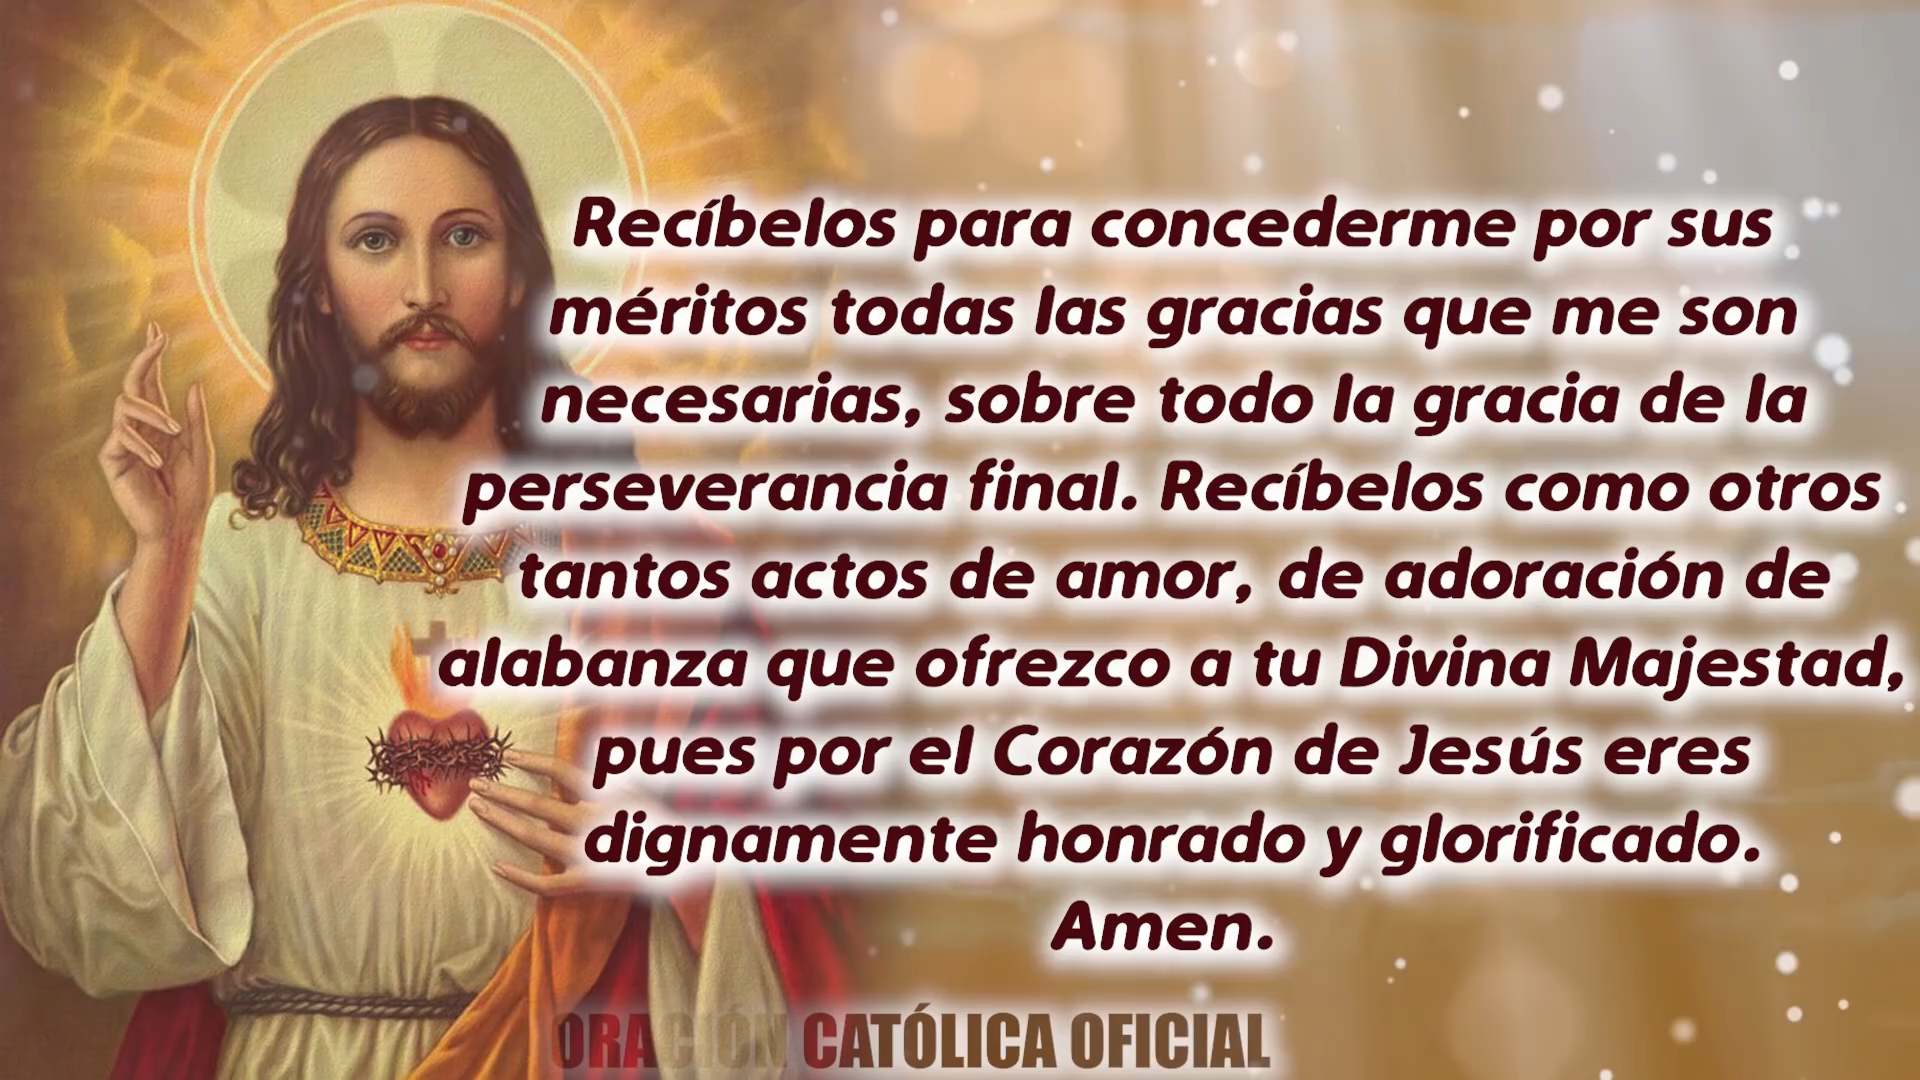 Recíbelos para concederme por sus
méritos todas las gracias que me son
necesarias, sobre todo la gracia de la
perseverancia final. Recíbelos como otros
tantos actos de amor, de adoración de
alabanza que ofrezco a tu Divina Majestad,
pues por el Corazón de Jesús eres
dignamente honrado y glorificado.
Amen.
ORACIÓN CATÓLICA OFICIAL